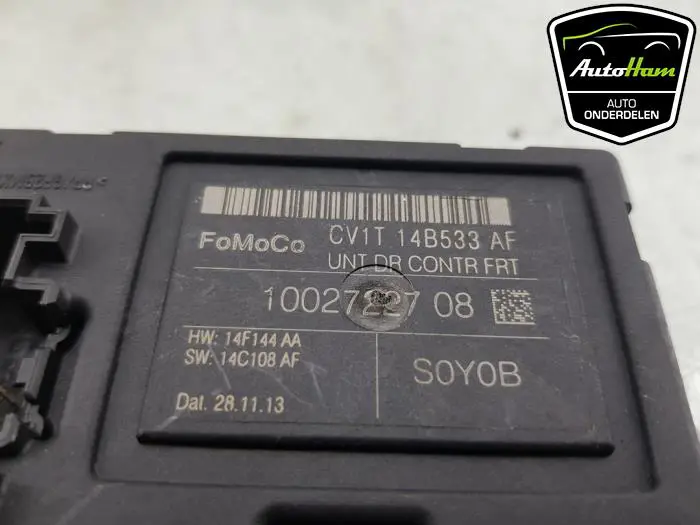 AutoHam
AUTO
ONDERDELEN
FoMoCo
CV1T 14B533 AF
UNT DR CONTR FRT
10027227 08
HW: 14F144 AA
SW: 14C108 AF
S0Y0B
Dat. 28.11.13